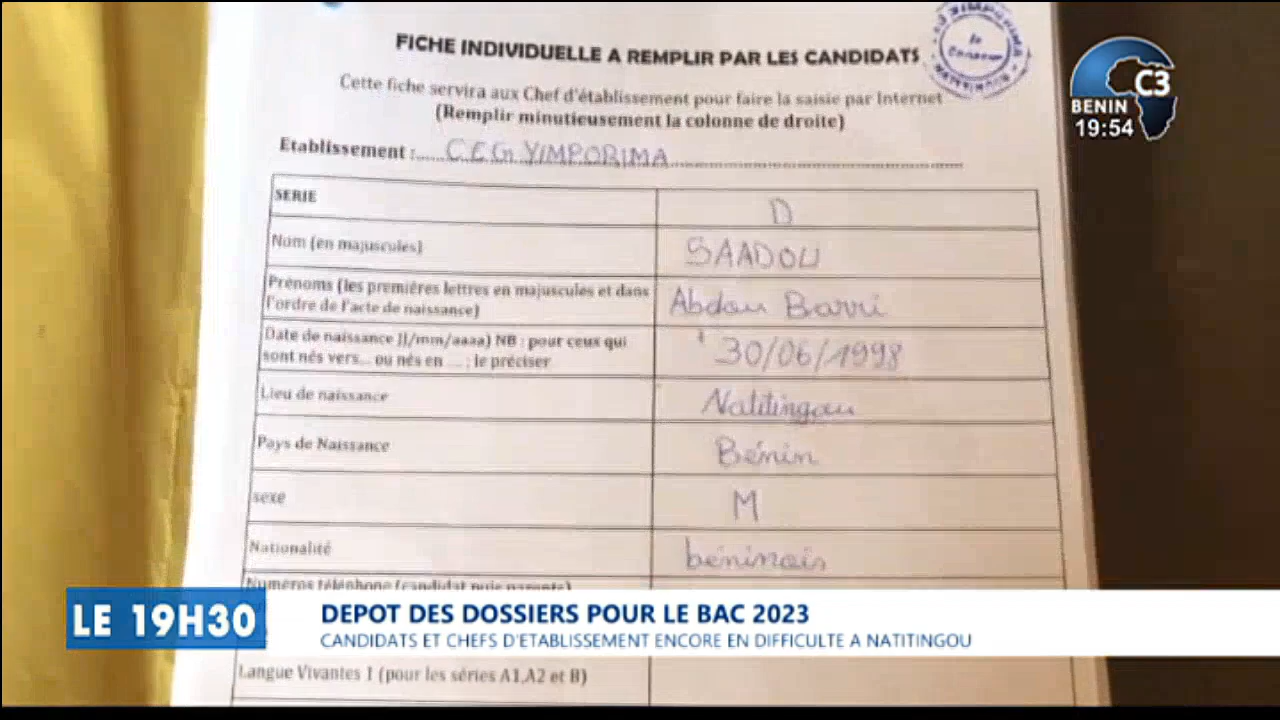 FICHE INDIVIDUELLE A REMPLIR PAR LES CANDIDATS
Cette fiche servira aux Chef d'établissement pour faire la saisie par Internet
(Remplir minutieusement la colonne de droite)
Etablissement :.....C.E.G. YIMPORIMA..........
SERIE
D
Nom (en majuscules)
SAADOU
Prénoms (les premières lettres en majuscules et dans
l'ordre de l'acte de naissance)
Abdou Barri
Date de naissance JJ/mm/aaaa) NB : pour ceux qui
sont nés vers... ou nés en ... ; le préciser
30/06/1998
Lieu de naissance
Natitingou
Pays de Naissance
Bénin
sexe
M
Nationalité
béninois
Numéros téléphone (candidat puis parents)
Langue Vivantes 1 (pour les séries A1,A2 et B)
C3
BENIN
19:54
LE 19H30
DEPOT DES DOSSIERS POUR LE BAC 2023
CANDIDATS ET CHEFS D'ETABLISSEMENT ENCORE EN DIFFICULTE A NATITINGOU